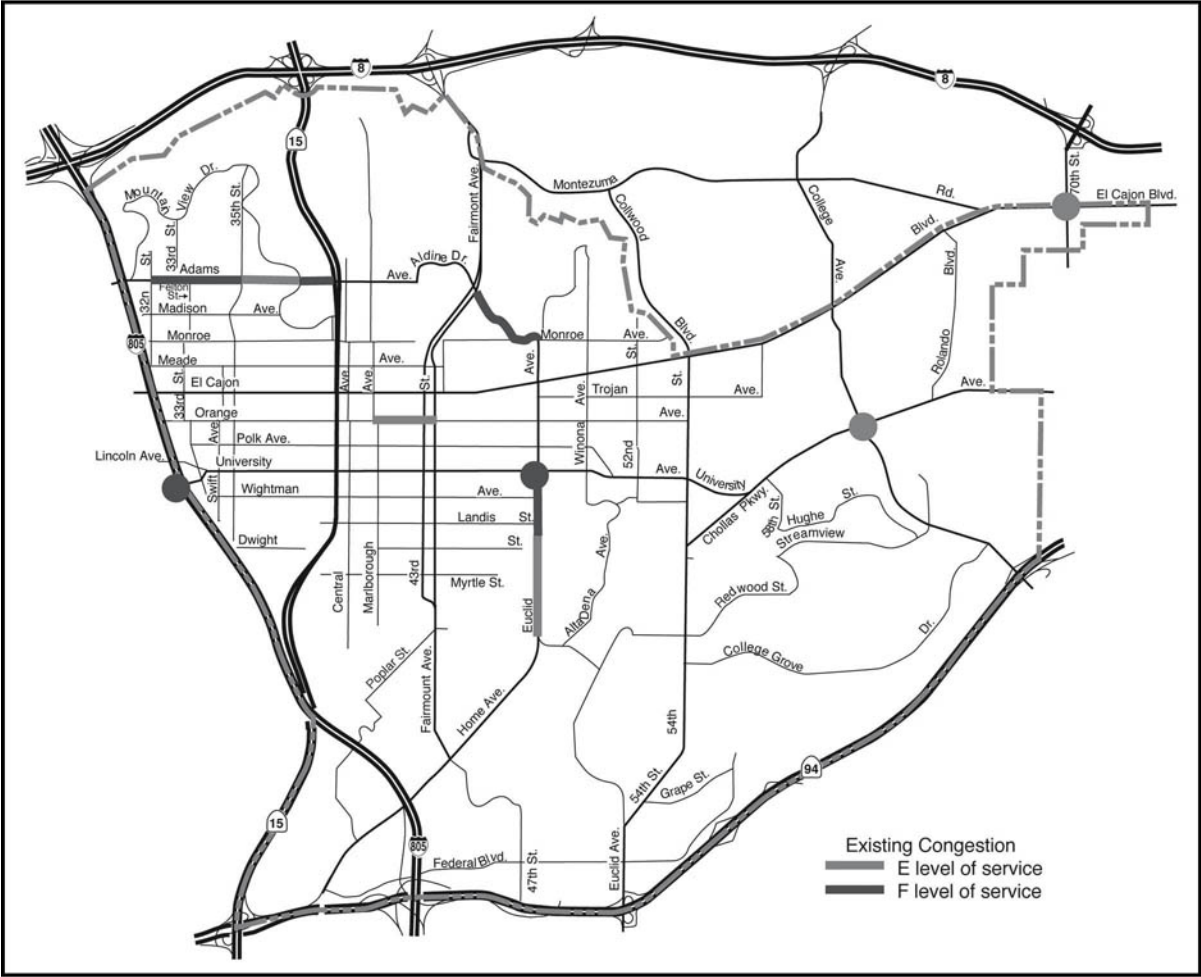 8
8
15
70th St.
El Cajon Blvd.
Mountain
View Dr.
35th St.
Fairmont Ave.
Montezuma
Rd.
Collwood
Blvd.
College
Ave.
Blvd.
Rolando
Blvd.
33rd St.
32n
St.
Adams
Ave.
Aldine Dr.
Felton
St.
Madison
Ave.
Monroe
Monroe
Ave.
805
Meade
Ave.
El Cajon
Trojan
Ave.
Ave.
33rd St.
Ave.
Ave.
St.
Ave.
Ave.
St.
St.
Orange
Ave.
Ave
Polk Ave.
Winona
52nd
Lincoln Ave.
University
Ave.
University
Swift
Wightman
Ave.
Chollas Pkwy.
58th St.
Hughe St.
Streamview
Landis
St.
Dwight
St.
Myrtle St.
Central
Marlborough
43rd
Euclid
AltaDena
Ave.
Redwood St.
College Grove
Dr.
Poplar St.
Fairmount Ave.
Home Ave.
54th
54th St.
Grape St.
94
15
805
Federal Blvd.
47th St.
Euclid Ave.
Existing Congestion
E level of service
F level of service